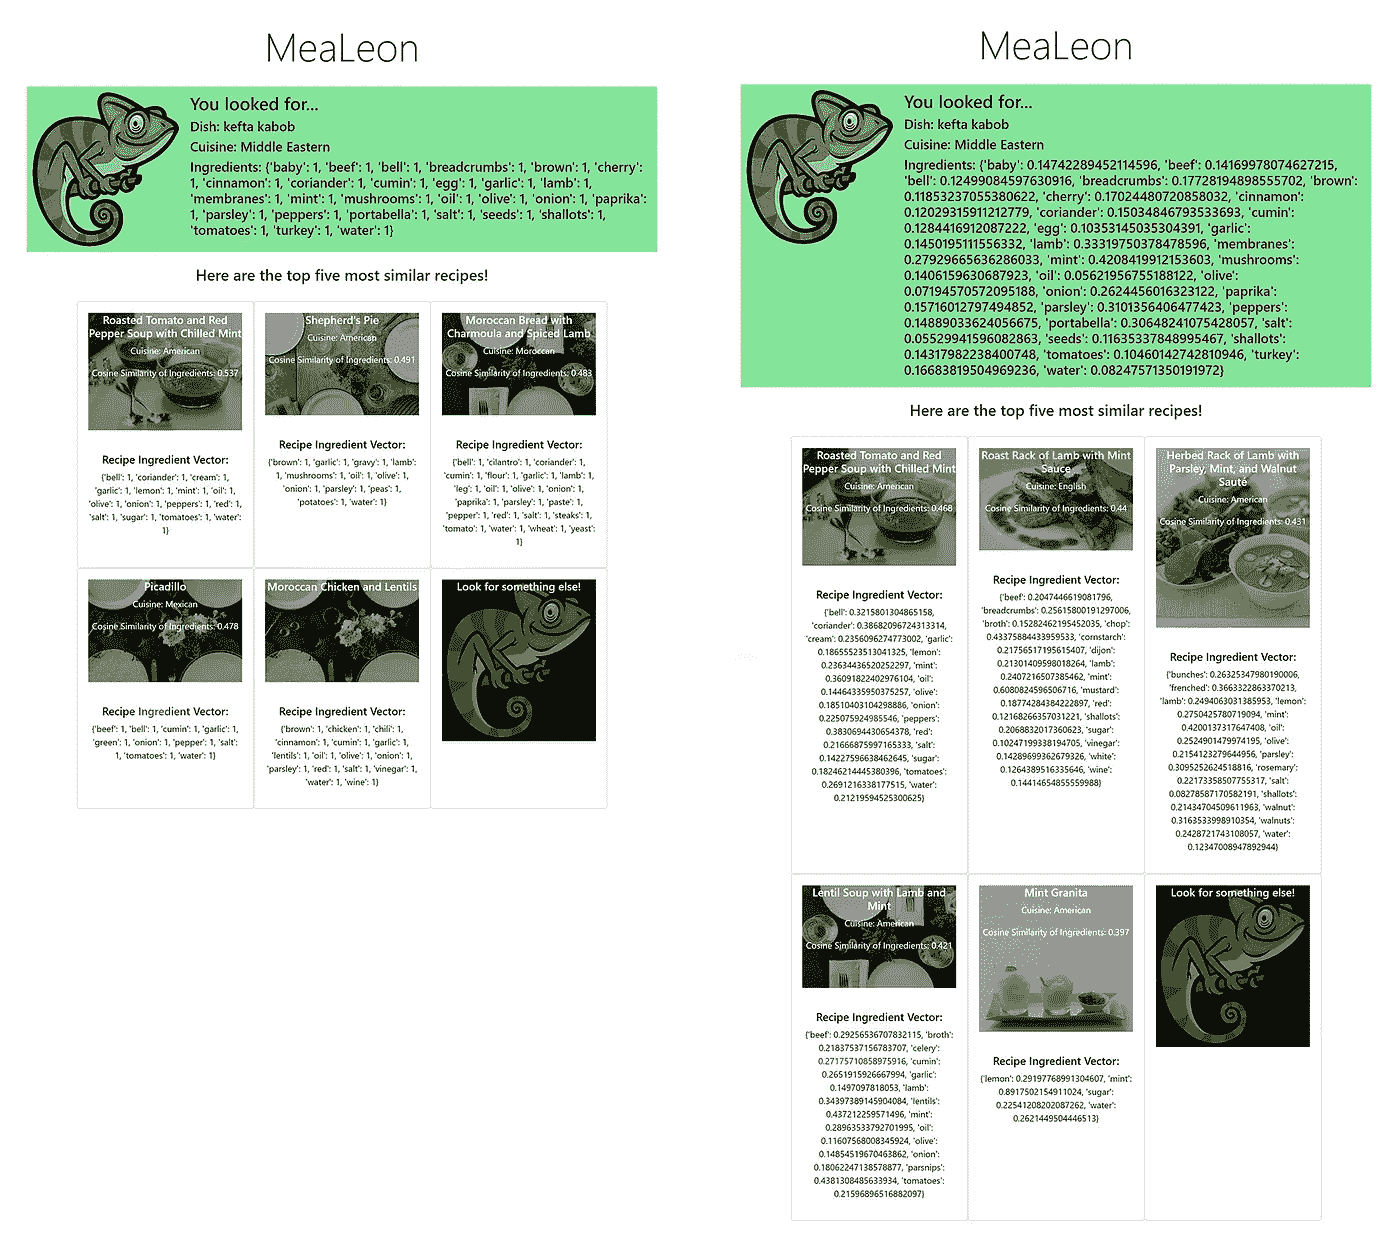 MeaLeon
You looked for...
Dish: kefta kabob
Cuisine: Middle Eastern
Ingredients: {'baby': 1, 'beef': 1, 'bell': 1, 'breadcrumbs': 1, 'brown': 1, 'cherry':
1, 'cinnamon': 1, 'coriander': 1, 'cumin': 1, 'egg': 1, 'garlic': 1, 'lamb': 1,
'membranes': 1, 'mint': 1, 'mushrooms': 1, 'oil': 1, 'olive': 1, 'onion': 1, 'paprika':
1, 'parsley': 1, 'peppers': 1, 'portabella': 1, 'salt': 1, 'seeds': 1, 'shallots': 1,
'tomatoes': 1, 'turkey': 1, 'water': 1}
Here are the top five most similar recipes!
Roasted Tomato and Red
Pepper Soup with Chilled Mint
Cuisine: American
Cosine Similarity of Ingredients: 0.537
Recipe Ingredient Vector:
{'bell': 1, 'coriander': 1, 'cream': 1,
'garlic': 1, 'lemon': 1, 'mint': 1, 'oil': 1,
'olive': 1, 'onion': 1, 'peppers': 1, 'red': 1,
'salt': 1, 'sugar': 1, 'tomatoes': 1, 'water':
1}
Shepherd's Pie
Cuisine: American
Cosine Similarity of Ingredients: 0.491
Recipe Ingredient Vector:
{'brown': 1, 'garlic': 1, 'gravy': 1, 'lamb':
1, 'mushrooms': 1, 'oil': 1, 'olive': 1,
'onion': 1, 'parsley': 1, 'peas': 1,
'potatoes': 1, 'water': 1}
Moroccan Bread with
Charmoula and Spiced Lamb
Cuisine: Moroccan
Cosine Similarity of Ingredients: 0.483
Recipe Ingredient Vector:
{'bell': 1, 'cilantro': 1, 'coriander': 1,
'cumin': 1, 'flour': 1, 'garlic': 1, 'lamb': 1,
'leg': 1, 'oil': 1, 'olive': 1, 'onion': 1,
'paprika': 1, 'parsley': 1, 'paste': 1,
'pepper': 1, 'red': 1, 'salt': 1, 'steaks': 1,
'tomato': 1, 'water': 1, 'wheat': 1, 'yeast':
1}
Picadillo
Cuisine: Mexican
Cosine Similarity of Ingredients: 0.478
Recipe Ingredient Vector:
{'beef': 1, 'bell': 1, 'cumin': 1, 'garlic': 1,
'green': 1, 'onion': 1, 'pepper': 1, 'salt':
1, 'tomatoes': 1, 'water': 1}
Moroccan Chicken and Lentils
Recipe Ingredient Vector:
{'brown': 1, 'chicken': 1, 'chili': 1,
'cinnamon': 1, 'cumin': 1, 'garlic': 1,
'lentils': 1, 'oil': 1, 'olive': 1, 'onion': 1,
'parsley': 1, 'red': 1, 'salt': 1, 'vinegar': 1,
'water': 1, 'wine': 1}
Look for something else!
MeaLeon
You looked for...
Dish: kefta kabob
Cuisine: Middle Eastern
Ingredients: {'baby': 0.14742289452114596, 'beef': 0.14169978074627215,
'bell': 0.12499084597630916, 'breadcrumbs': 0.17728194898555702, 'brown':
0.11853237055380622, 'cherry': 0.17024480720858032, 'cinnamon':
0.12029315911212779, 'coriander': 0.15034846793533693, 'cumin':
0.1284416912087222, 'egg': 0.10353145035304391, 'garlic':
0.1450195111556332, 'lamb': 0.33319750378478596, 'membranes':
0.27929665636286033, 'mint': 0.4208419912153603, 'mushrooms':
0.1406159630687923, 'oil': 0.05621956755188122, 'olive':
0.07194570572095188, 'onion': 0.2624456016323122, 'paprika':
0.15716012797494852, 'parsley': 0.3101356406477423, 'peppers':
0.14889033624056675, 'portabella': 0.30648241075428057, 'salt':
0.05529941596082863, 'seeds': 0.11635337848995467, 'shallots':
0.14317982238400748, 'tomatoes': 0.10460142742810946, 'turkey':
0.16683819504969236, 'water': 0.08247571350191972}
Here are the top five most similar recipes!
Roasted Tomato and Red
Pepper Soup with Chilled Mint
Cuisine: American
Cosine Similarity of Ingredients: 0.468
Recipe Ingredient Vector:
{'bell': 0.3215801304865158,
'coriander': 0.38682096724313314,
'cream': 0.2356096274773002, 'garlic':
0.18655523513041325, 'lemon':
0.23634436520252297, 'mint':
0.36091822402976104, 'oil':
0.14464335950375257, 'olive':
0.18510403104298886, 'onion':
0.225075924985546, 'peppers':
0.3830694430654378, 'red':
0.21666875997165333, 'salt':
0.14227596638462645, 'sugar':
0.18246214445380396, 'tomatoes':
0.2691216338177515, 'water':
0.21219594525300625}
Roast Rack of Lamb with Mint
Sauce
Cuisine: English
Cosine Similarity of Ingredients: 0.44
Recipe Ingredient Vector:
{'beef': 0.2047446619081796,
'breadcrumbs': 0.25615800191297006,
'broth': 0.15282462195452035, 'chop':
0.43375884433959533, 'cornstarch':
0.21756517195615407, 'dijon':
0.21301409598018264, 'lamb':
0.2407216507385462, 'mint':
0.6080824596506716, 'mustard':
0.18774284384222897, 'red':
0.12168266357031221, 'shallots':
0.2068832017360623, 'sugar':
0.10247199338194705, 'vinegar':
0.14289699362679326, 'white':
0.1264389516335646, 'wine':
0.14414654855559988}
Herbed Rack of Lamb with
Parsley, Mint, and Walnut
Sauté
Cuisine: American
Cosine Similarity of Ingredients: 0.431
Recipe Ingredient Vector:
{'bunches': 0.26325347980190006,
'frenched': 0.3663322863370213,
'lamb': 0.2494063031385953, 'lemon':
0.2750425780719094, 'mint':
0.4200137317647408, 'oil':
0.2524901479974195, 'olive':
0.2154123279644956, 'parsley':
0.3095252624518816, 'rosemary':
0.22173358507755317, 'salt':
0.08278587170582191, 'shallots':
0.21434704509611963, 'walnut':
0.3163533998910354, 'walnuts':
0.2428721743108057, 'water':
0.12347008947892944}
Lentil Soup with Lamb and
Mint
Cuisine: American
Cosine Similarity of Ingredients: 0.421
Recipe Ingredient Vector:
{'beef': 0.29256536707832115, 'broth':
0.21837537156783707, 'celery':
0.27175710858975916, 'cumin':
0.2651915926667994, 'garlic':
0.1497097818053, 'lamb':
0.34397389145904084, 'lentils':
0.437212259571496, 'mint':
0.28963533792701995, 'oil':
0.11607568008345924, 'olive':
0.14854519670463862, 'onion':
0.18062247138578877, 'parsnips':
0.4381308485633934, 'tomatoes':
0.21596896516882097}
Mint Granita
Cuisine: American
Cosine Similarity of Ingredients: 0.397
Recipe Ingredient Vector:
{'lemon': 0.29197768991304607, 'mint':
0.8917502154911024, 'sugar':
0.22541208202087262, 'water':
0.2621449504446513}
Look for something else!